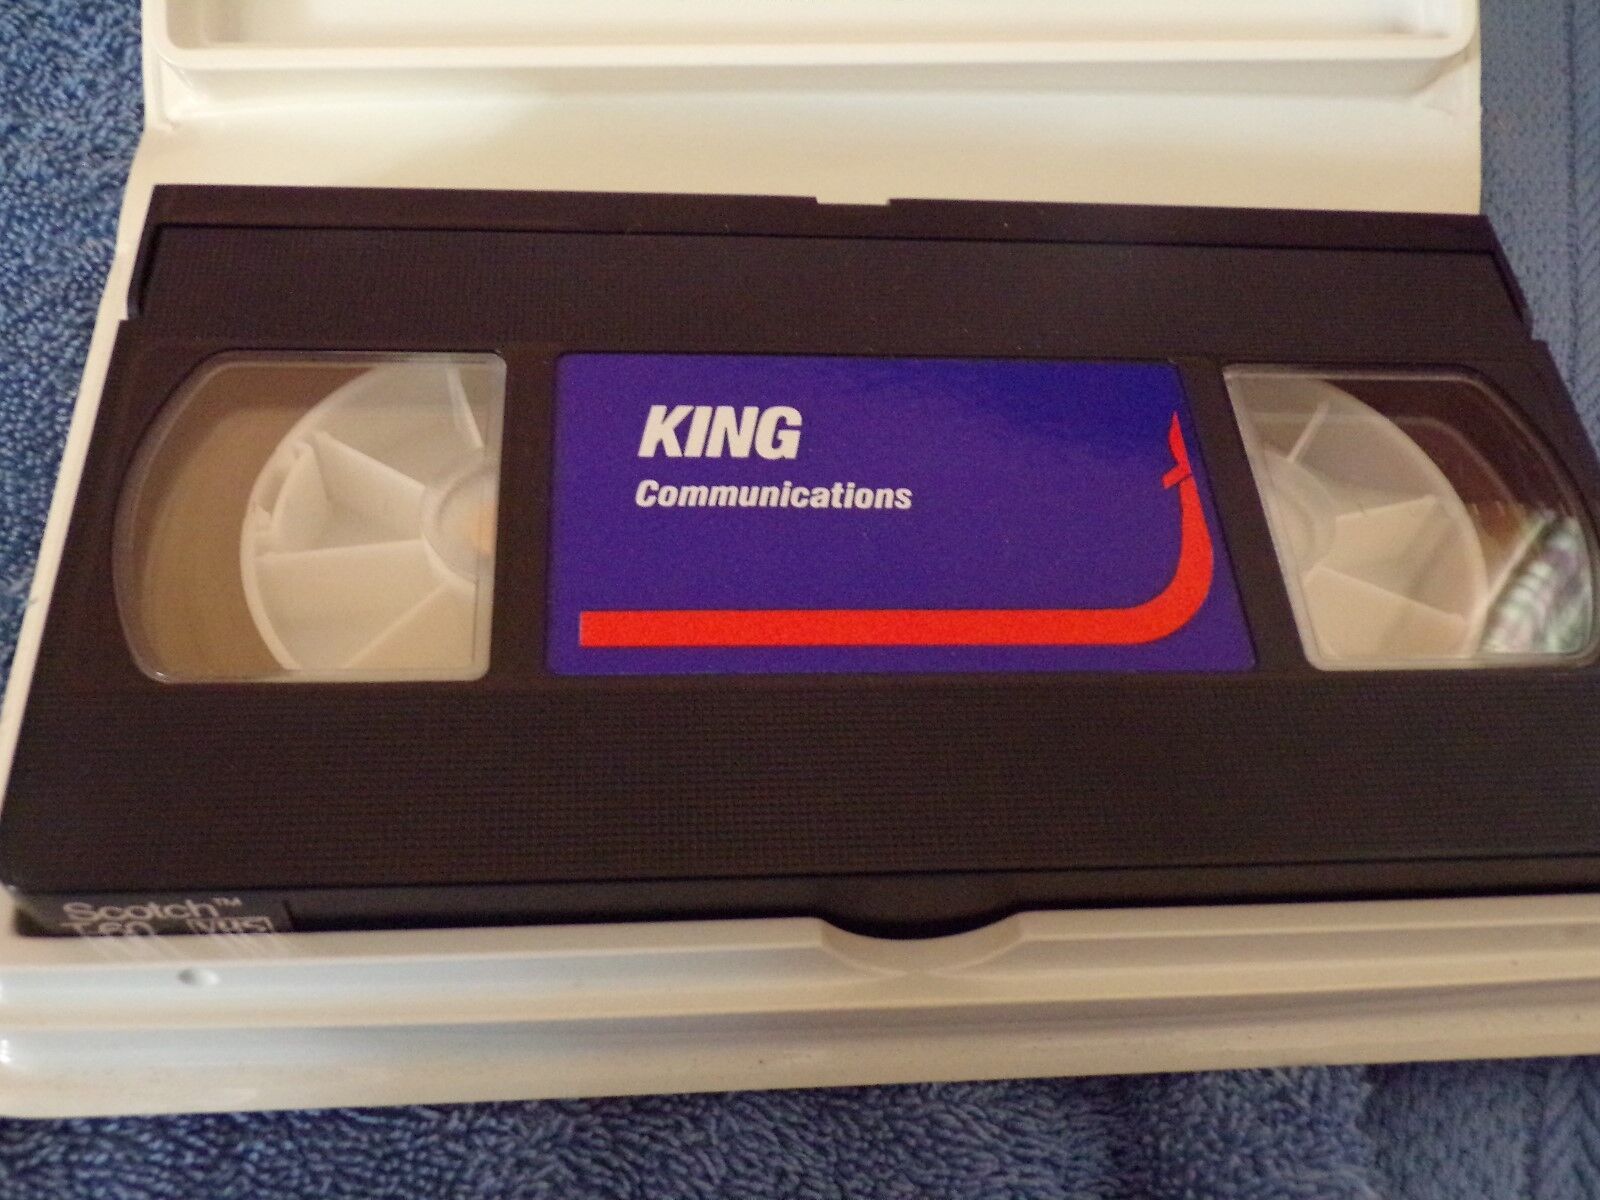 KING
Communications
Scotch™
T-60 VHS